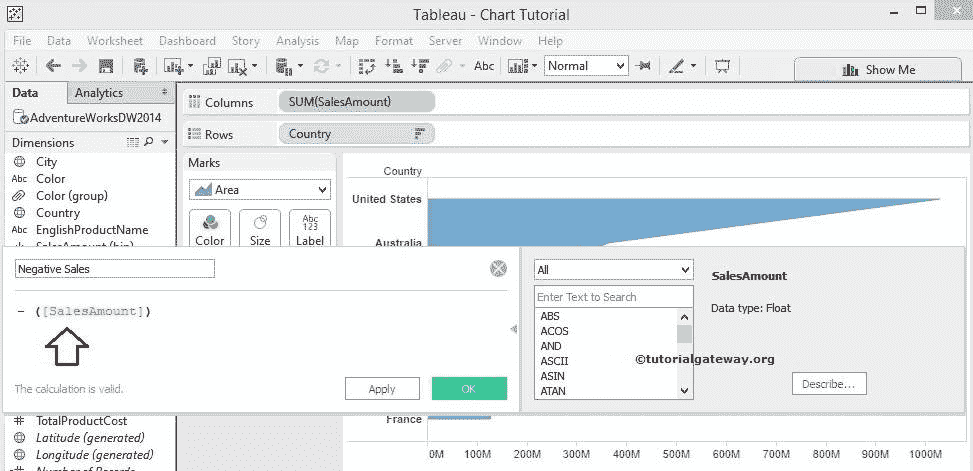 Tableau - Chart Tutorial
File Data Worksheet Dashboard Story Analysis Map Format Server Window Help
Abc Normal Show Me
Data Analytics
AdventureWorksDW2014
Dimensions
City
Abc Color
Color (group)
Country
Abc EnglishProductName
SalesAmount (bin)
Columns SUM(SalesAmount)
Rows Country
Marks
Area
Color Size Abc 123 Label
Country
United States
Australia
Negative Sales
- ([SalesAmount])
The calculation is valid.
Apply OK
All
Enter Text to Search
ABS
ACOS
AND
ASCII
ASIN
ATAN
SalesAmount
Data type: Float
©tutorialgateway.org
Describe...
# TotalProductCost
Latitude (generated)
Longitude (generated)
# Number of Records
France
0M 100M 200M 300M 400M 500M 600M 700M 800M 900M 1000M